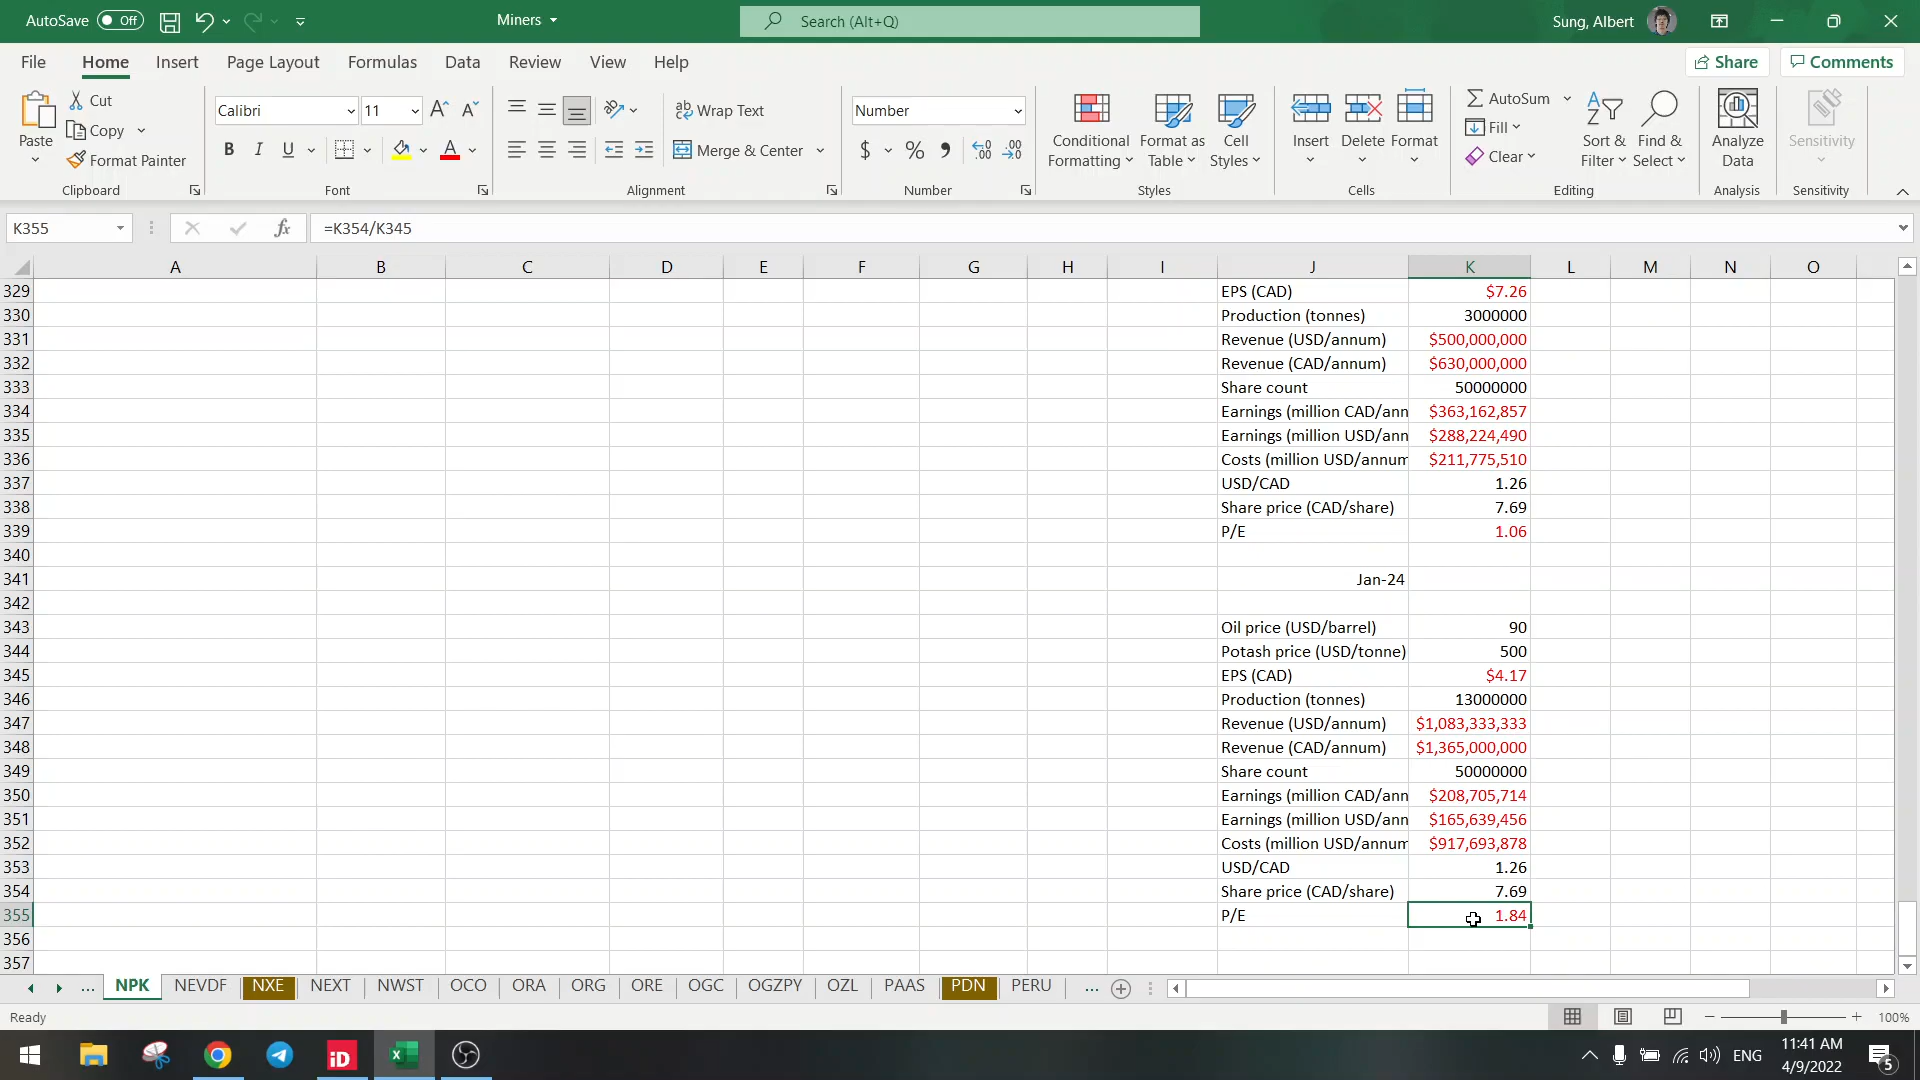 AutoSave Off Miners Search (Alt+Q) Sung, Albert
File Home Insert Page Layout Formulas Data Review View Help Share Comments
Paste Cut Copy Format Painter Clipboard
Calibri 11 B I U A Font
ab Wrap Text Merge & Center Alignment
Number $ % Number
Conditional Formatting Format as Table Cell Styles Styles
Insert Delete Format Cells
AutoSum Fill Clear Sort & Filter Find & Select Editing
Analyze Data Analysis
Sensitivity Sensitivity
K355 fx =K354/K345
A B C D E F G H I J K L M N O
329 EPS (CAD) $7.26
330 Production (tonnes) 3000000
331 Revenue (USD/annum) $500,000,000
332 Revenue (CAD/annum) $630,000,000
333 Share count 50000000
334 Earnings (million CAD/ann $363,162,857
335 Earnings (million USD/ann $288,224,490
336 Costs (million USD/annum $211,775,510
337 USD/CAD 1.26
338 Share price (CAD/share) 7.69
339 P/E 1.06
340
341 Jan-24
342
343 Oil price (USD/barrel) 90
344 Potash price (USD/tonne) 500
345 EPS (CAD) $4.17
346 Production (tonnes) 13000000
347 Revenue (USD/annum) $1,083,333,333
348 Revenue (CAD/annum) $1,365,000,000
349 Share count 50000000
350 Earnings (million CAD/ann $208,705,714
351 Earnings (million USD/ann $165,639,456
352 Costs (million USD/annum $917,693,878
353 USD/CAD 1.26
354 Share price (CAD/share) 7.69
355 P/E 1.84
356
357
... NPK NEVDF NXE NEXT NWST OCO ORA ORG ORE OGC OGZPY OZL PAAS PDN PERU ...
Ready 100%
iD ENG 11:41 AM
4/9/2022 5